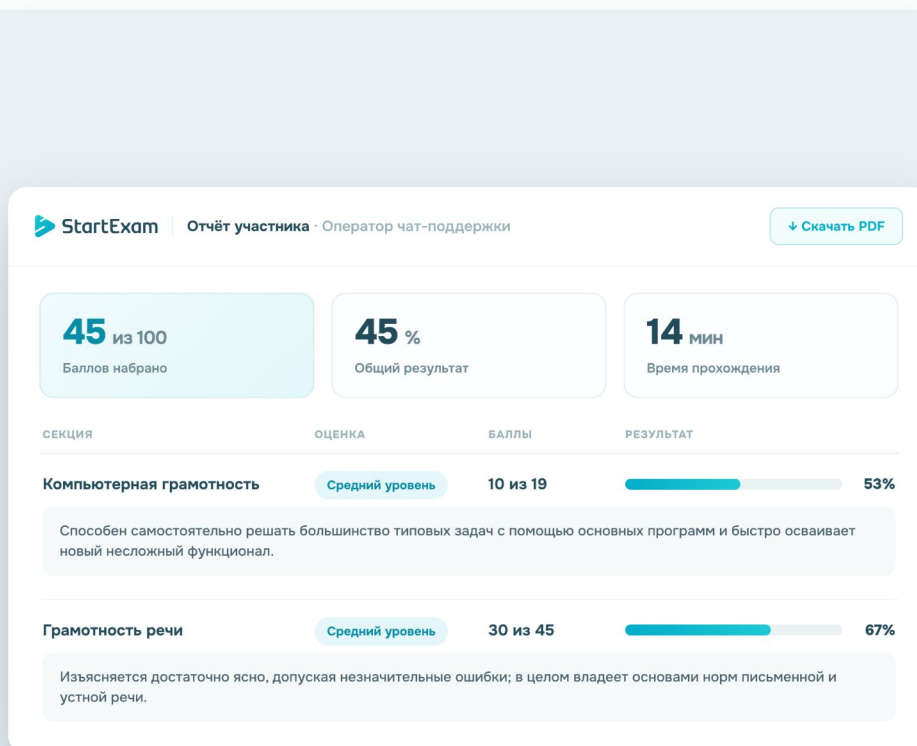 StartExam
Отчёт участника · Оператор чат-поддержки
↓ Скачать PDF
45 из 100
Баллов набрано
45 %
Общий результат
14 мин
Время прохождения
СЕКЦИЯ ОЦЕНКА БАЛЛЫ РЕЗУЛЬТАТ
Компьютерная грамотность Средний уровень 10 из 19 53%
Способен самостоятельно решать большинство типовых задач с помощью основных программ и быстро осваивает
новый несложный функционал.
Грамотность речи Средний уровень 30 из 45 67%
Изъясняется достаточно ясно, допуская незначительные ошибки; в целом владеет основами норм письменной и
устной речи.